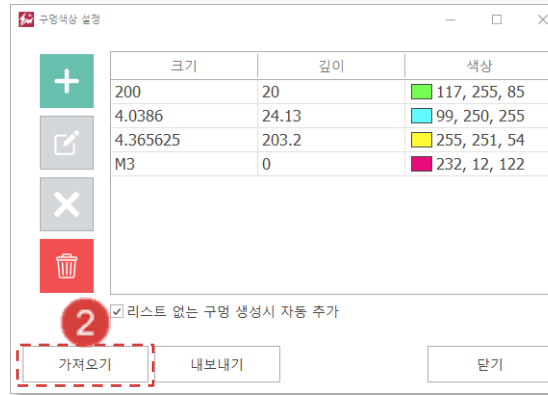 구멍색상 설정
크기 깊이 색상
200 20 117, 255, 85
4.0386 24.13 99, 250, 255
4.365625 203.2 255, 251, 54
M3 0 232, 12, 122
리스트 없는 구멍 생성시 자동 추가
2
가져오기 내보내기 닫기